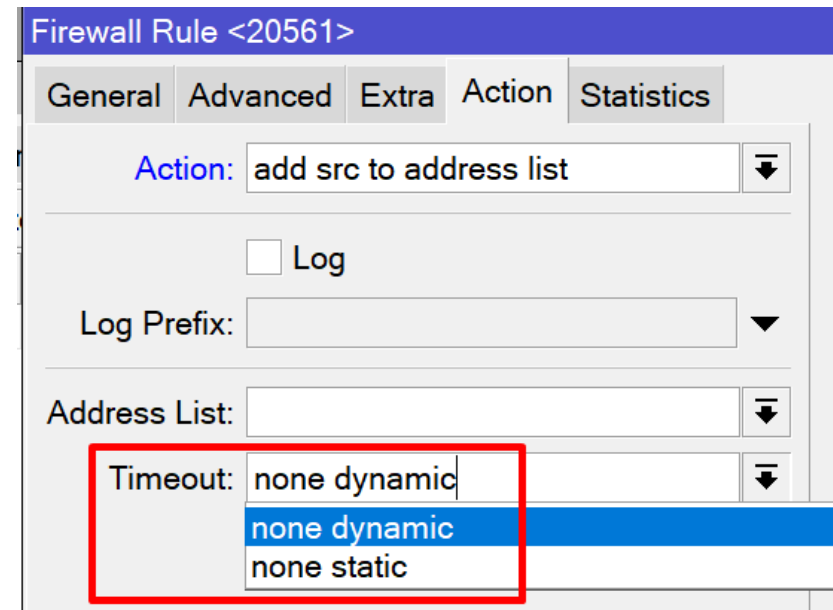 Firewall Rule <20561>
General Advanced Extra Action Statistics
Action: add src to address list
Log
Log Prefix:
Address List:
Timeout: none dynamic
none dynamic
none static